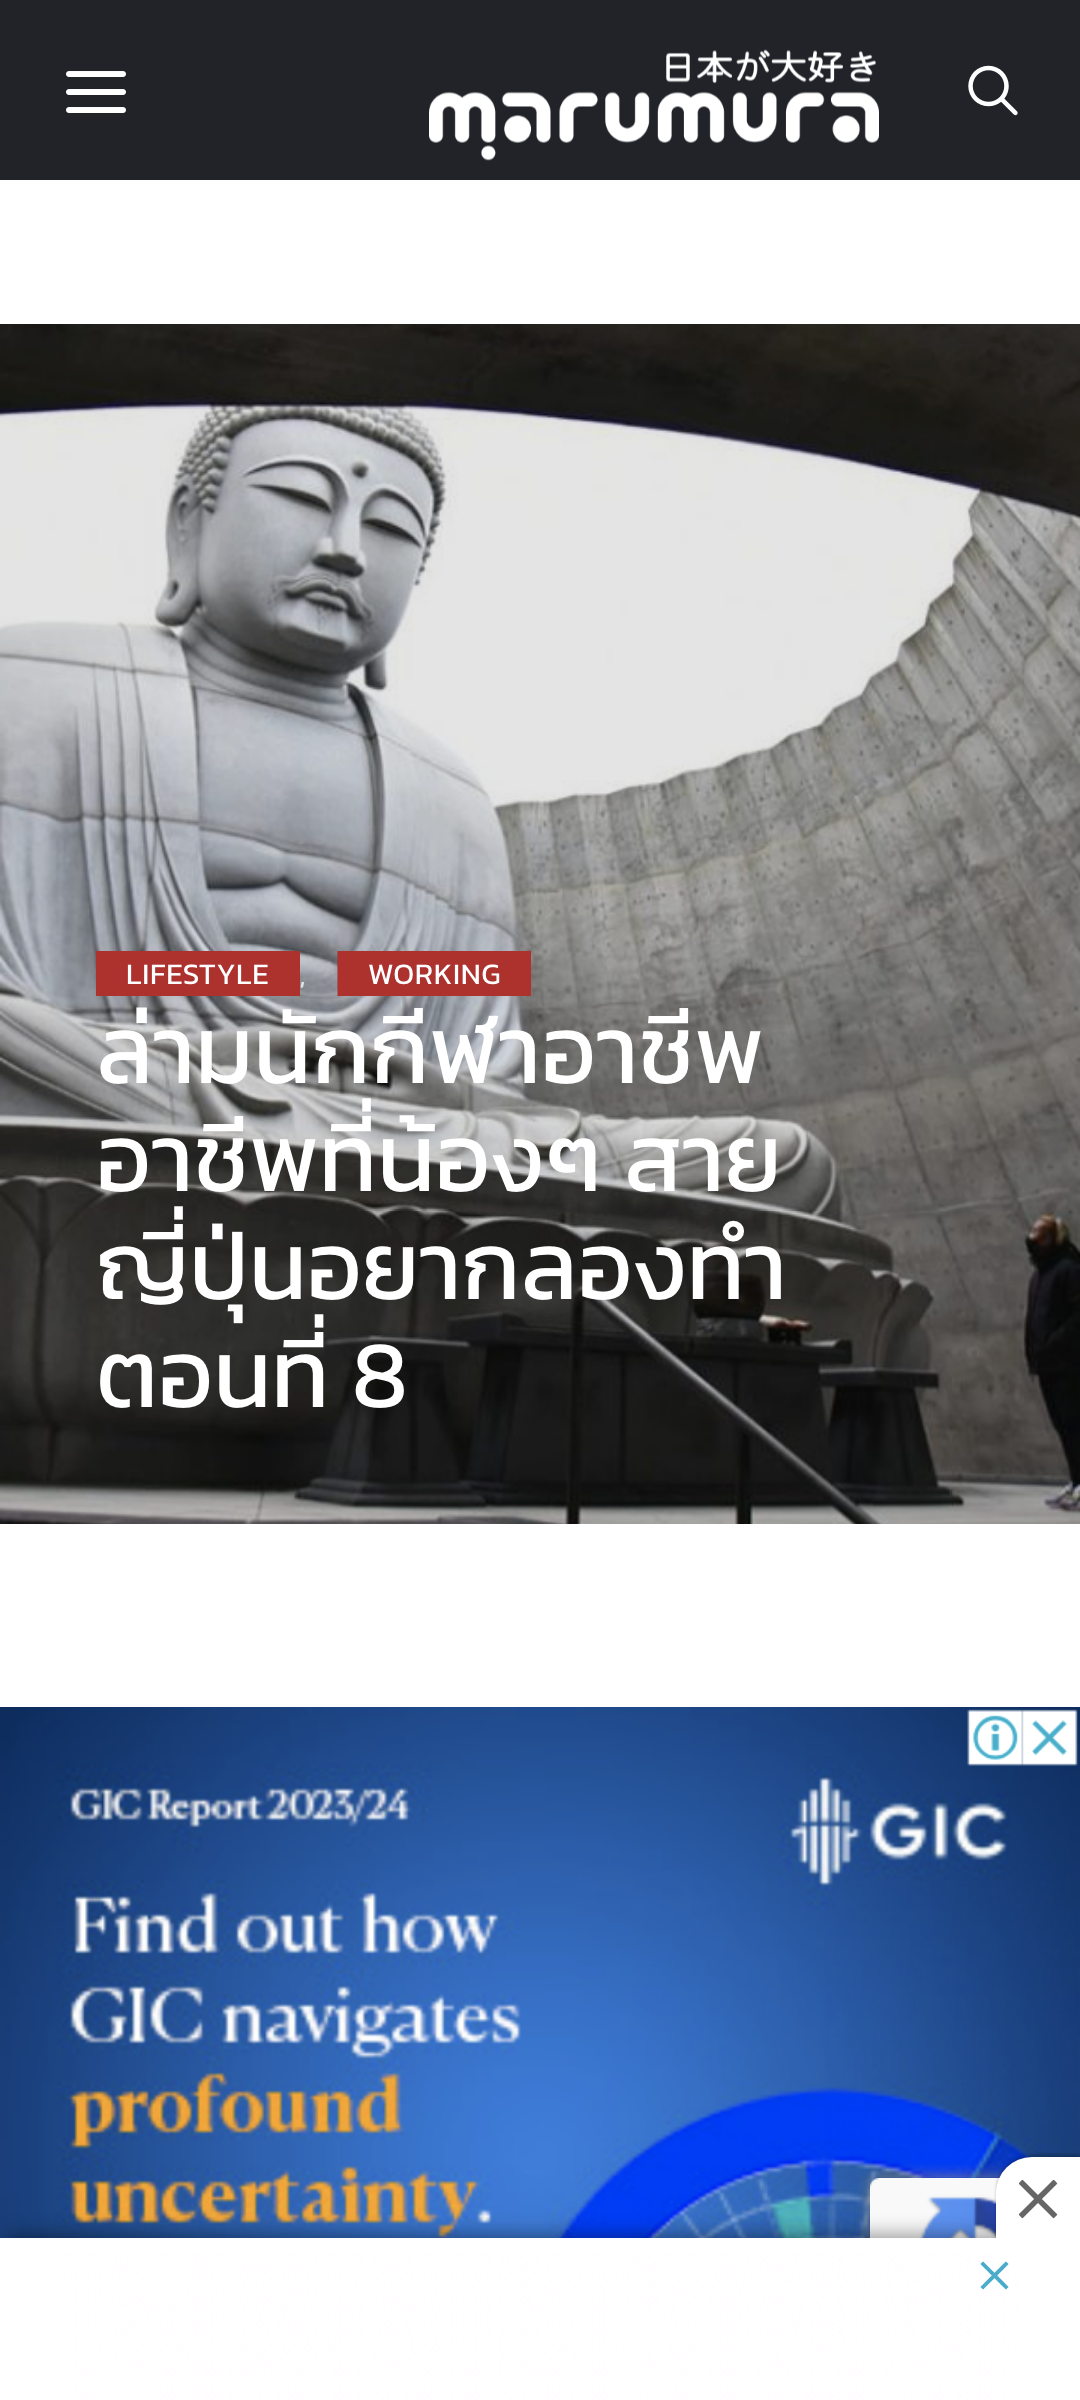 日本が大好き
marumura
LIFESTYLE, WORKING
ล่ามนักกีฬาอาชีพ
อาชีพที่น้องๆ สาย
ญี่ปุ่นอยากลองทำ
ตอนที่ 8
GIC Report 2023/24
GIC
Find out how
GIC navigates
profound
uncertainty.